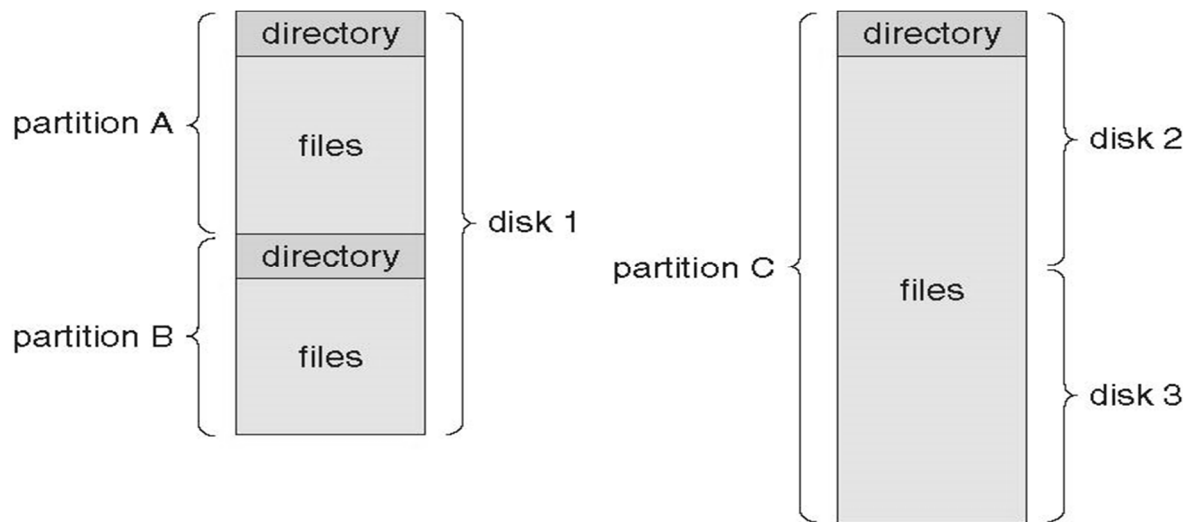 directory
partition A
files
directory
disk 1
partition B
files
directory
disk 2
partition C
files
disk 3